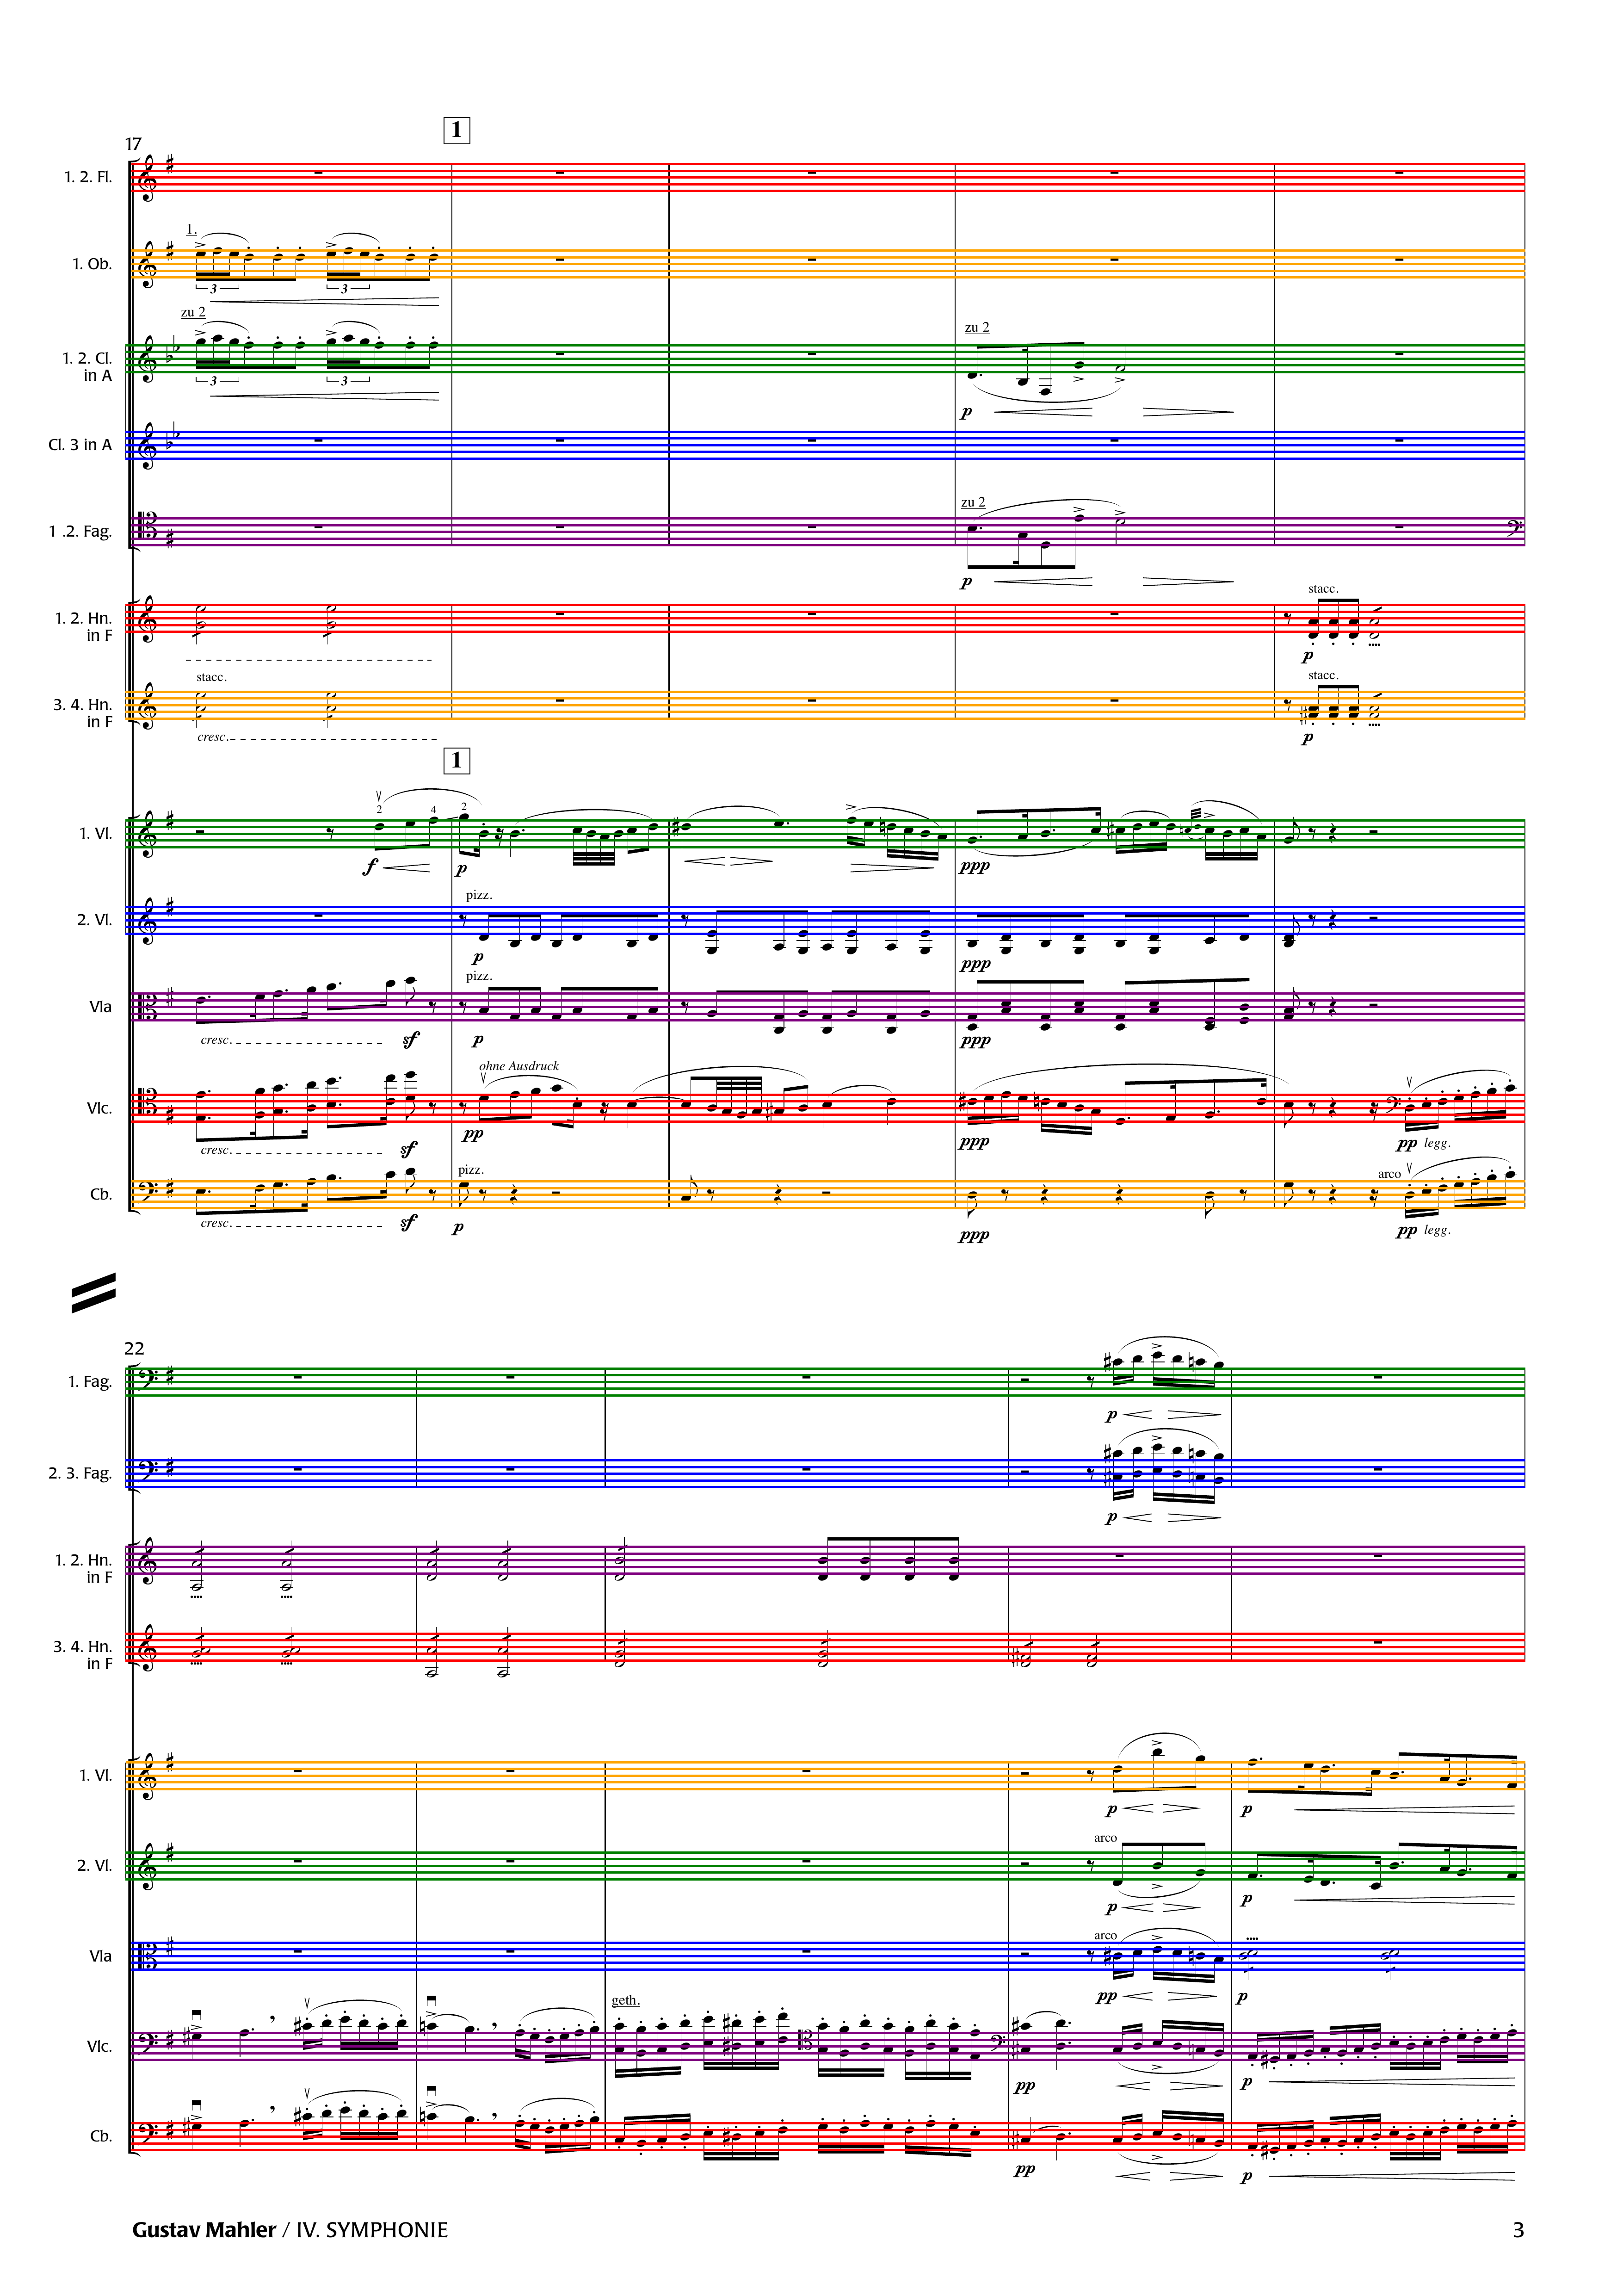 17
1
1. 2. Fl.
1.
1. Ob.
3 3
zu 2
1. 2. Cl.
in A
zu 2
3 3
p
Cl. 3 in A
zu 2
1 .2. Fag.
p
stacc. stacc.
1. 2. Hn.
in F
p
stacc.
3. 4. Hn.
in F
cresc.
p
1
2 4 2
1. Vl.
f p ppp
pizz.
2. Vl.
p ppp
pizz.
Vla
cresc. sf p ppp
ohne Ausdruck
Vlc.
cresc. sf pp ppp pp legg.
pizz. arco
Cb.
cresc. sf p ppp pp legg.
22
1. Fag.
p
2. 3. Fag.
p
1. 2. Hn.
in F
3. 4. Hn.
in F
1. Vl.
p p
arco
2. Vl.
p p
arco
Vla
pp p
geth.
Vlc.
pp p
Cb.
pp p
Gustav Mahler / IV. SYMPHONIE 3